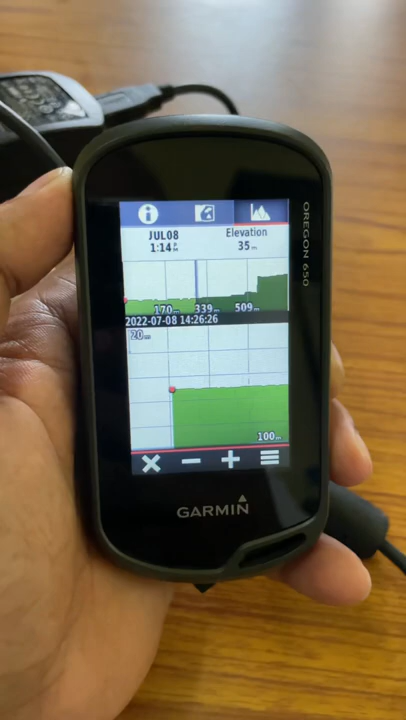 OREGON 650
JUL08
1:14 PM
Elevation
35 m
170 m 339 m 509 m
2022-07-08 14:26:26
20 m
100 m
GARMIN